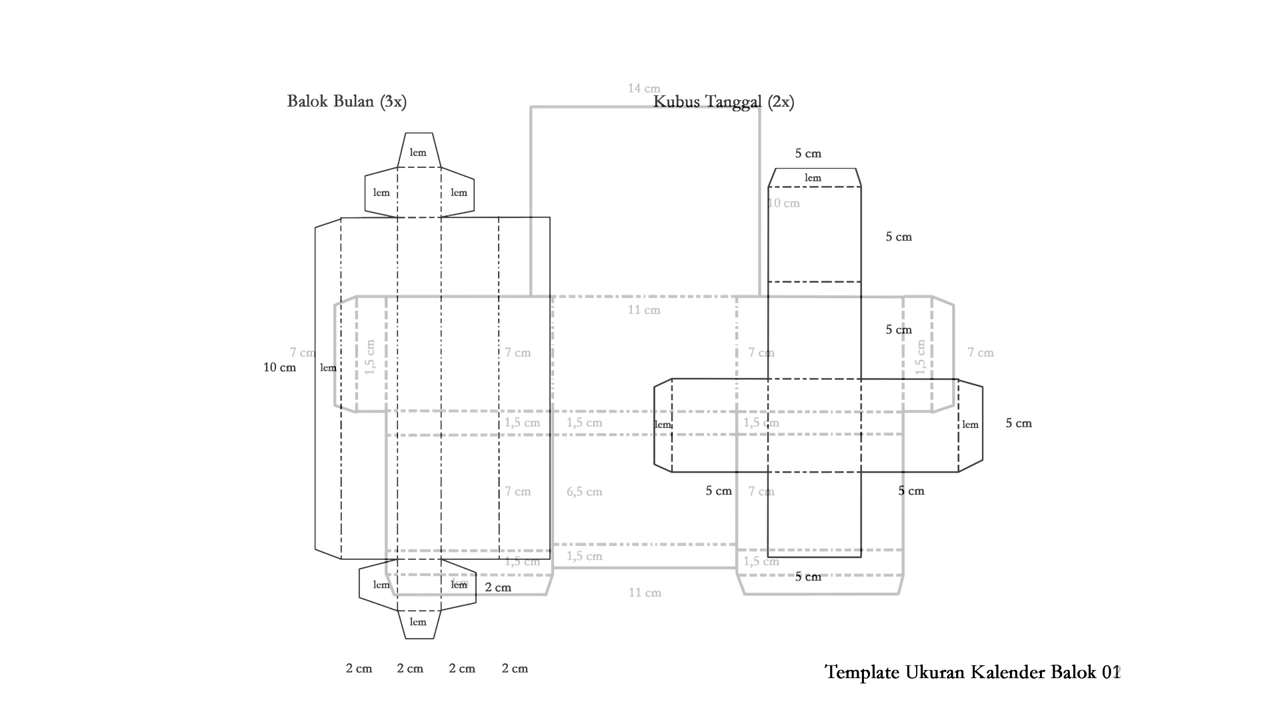 14 cm
Balok Bulan (3x)
Kubus Tanggal (2x)
lem
5 cm
lem
lem
lem
10 cm
5 cm
11 cm
5 cm
7 cm
1,5 cm
7 cm
7 cm
1,5 cm
7 cm
10 cm
lem
1,5 cm
1,5 cm
1,5 cm
lem
lem
5 cm
7 cm
6,5 cm
5 cm
7 cm
5 cm
1,5 cm
1,5 cm
1,5 cm
5 cm
lem
lem
2 cm
11 cm
lem
2 cm
2 cm
2 cm
2 cm
Template Ukuran Kalender Balok 01